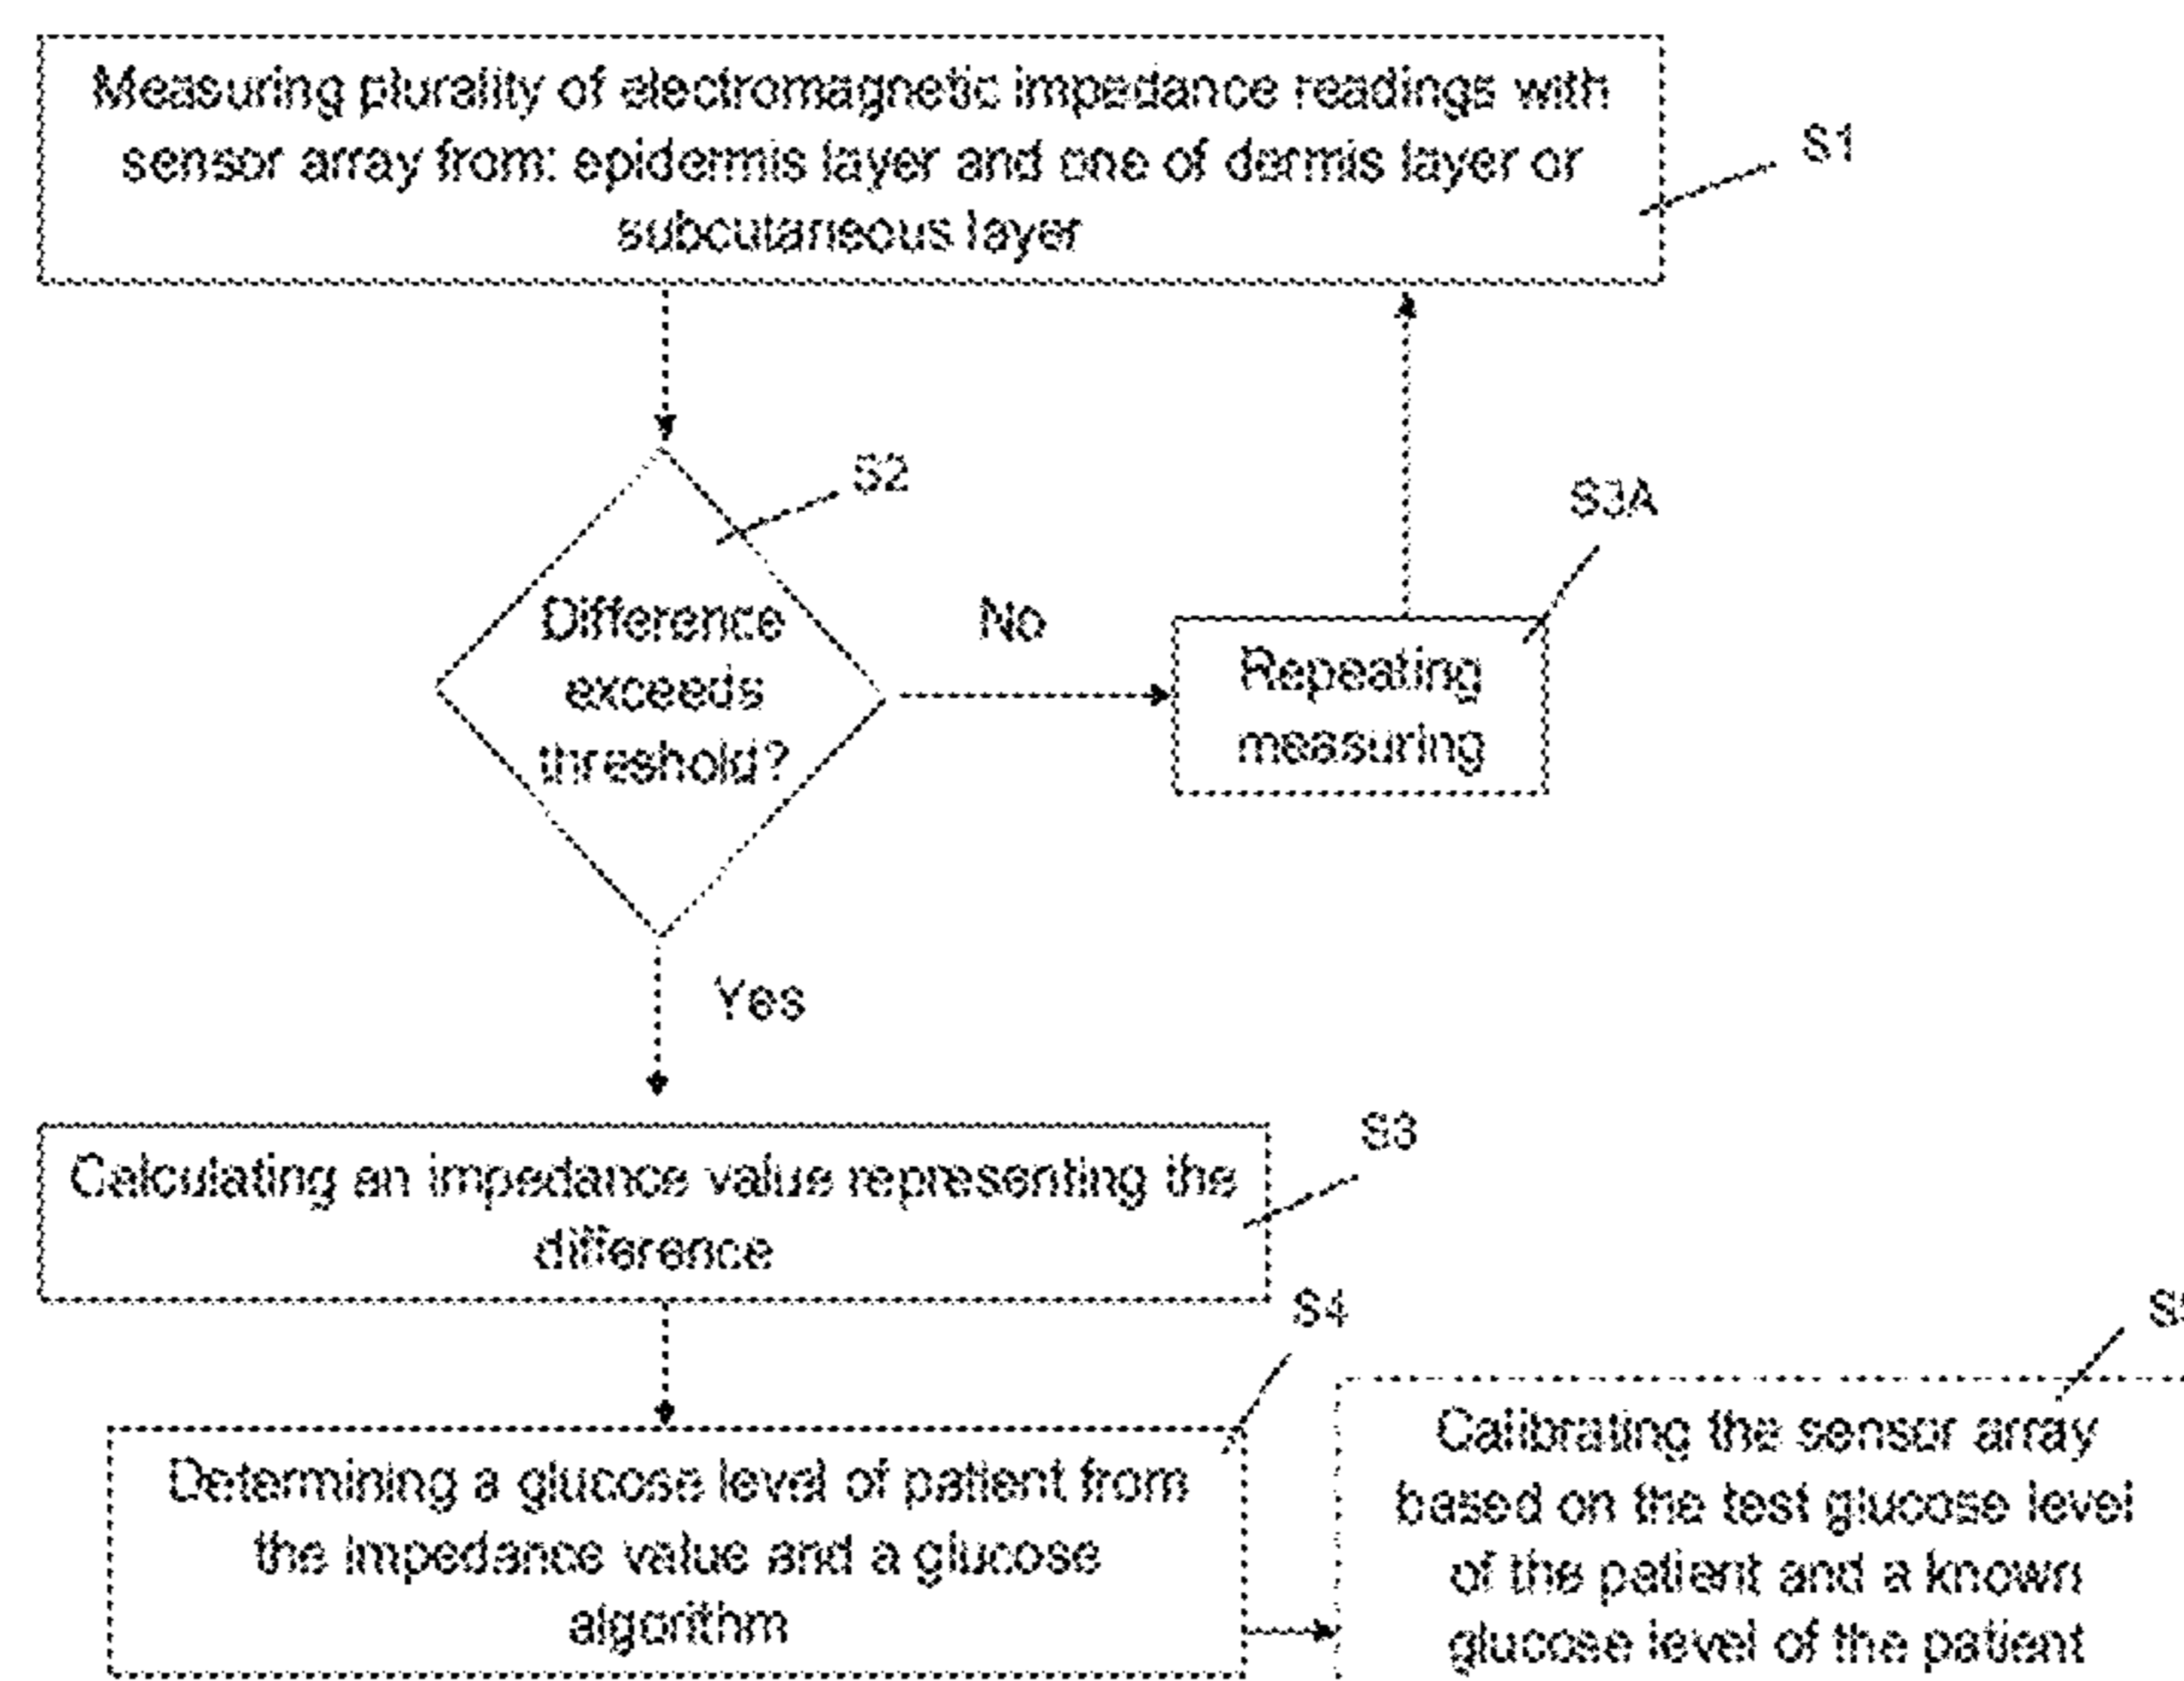 Measuring plurality of electromagnetic impedance readings with
sensor array from: epidermis layer and one of dermis layer or
subcutaneous layer
S1
S2
S3A
Difference
exceeds
threshold?
No
Repeating
measuring
Yes
S3
Calculating an impedance value representing the
difference
S4
Determining a glucose level of patient from
the impedance value and a glucose
algorithm
Calibrating the sensor array
based on the test glucose level
of the patient and a known
glucose level of the patient